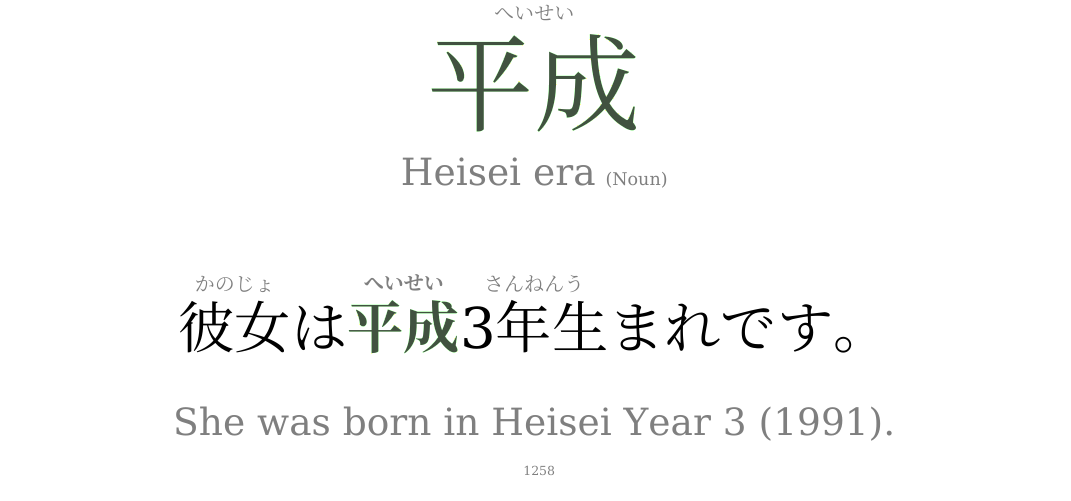 へいせい
平成
Heisei era (Noun)
かのじょ へいせい さんねんう
彼女は平成3年生まれです。
She was born in Heisei Year 3 (1991).
1258